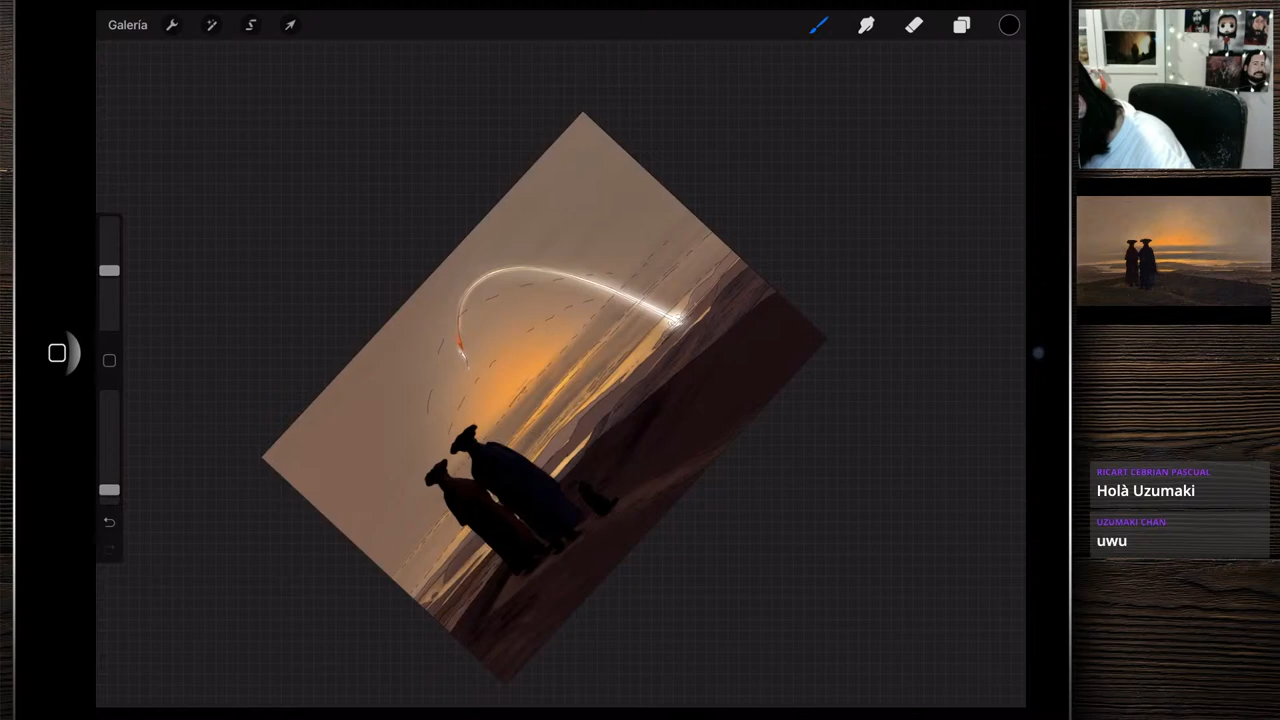 Galería
RICART CEBRIAN PASCUAL
Holà Uzumaki
UZUMAKI CHAN
uwu